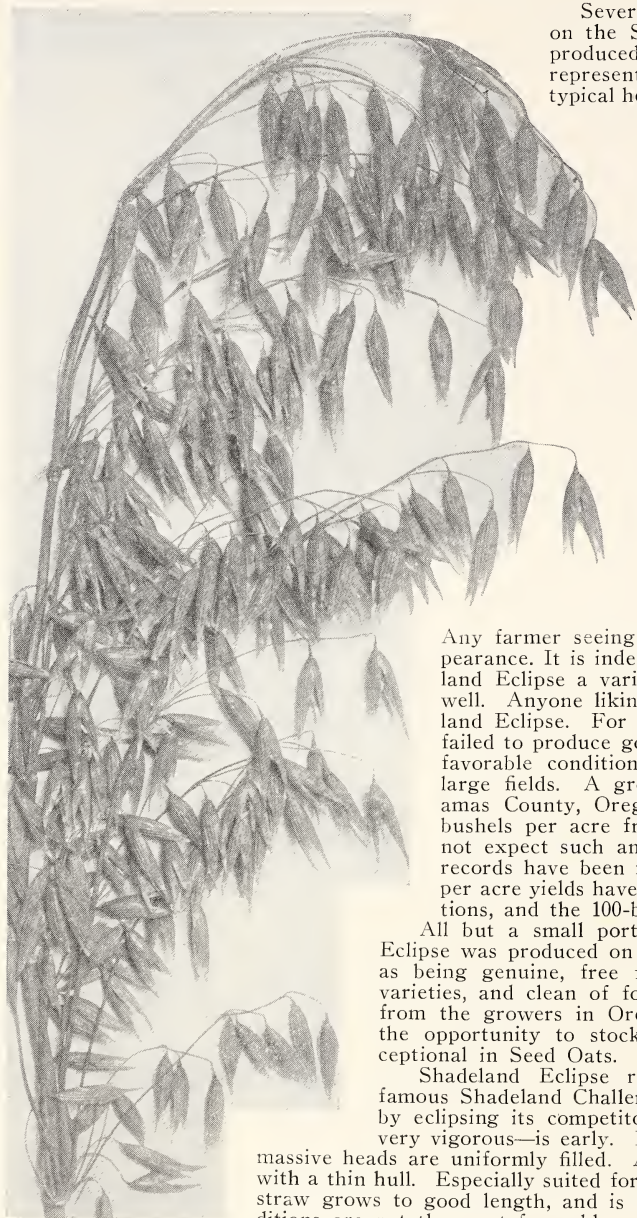 Sever
on the S
produced
represent
typical h
Any farmer seeing
pearance. It is inde
land Eclipse a vari
well. Anyone likin
land Eclipse. For
failed to produce g
favorable condition
large fields. A gr
amas County, Oreg
bushels per acre fr
not expect such an
records have been
per acre yields have
tions, and the 100-b
All but a small port
Eclipse was produced on
as being genuine, free
varieties, and clean of fo
from the growers in Ore
the opportunity to stock
ceptional in Seed Oats.
Shadeland Eclipse r
famous Shadeland Challe
by eclipsing its competito
very vigorous—is early.
massive heads are uniformly filled.
with a thin hull. Especially suited for
straw grows to good length, and is